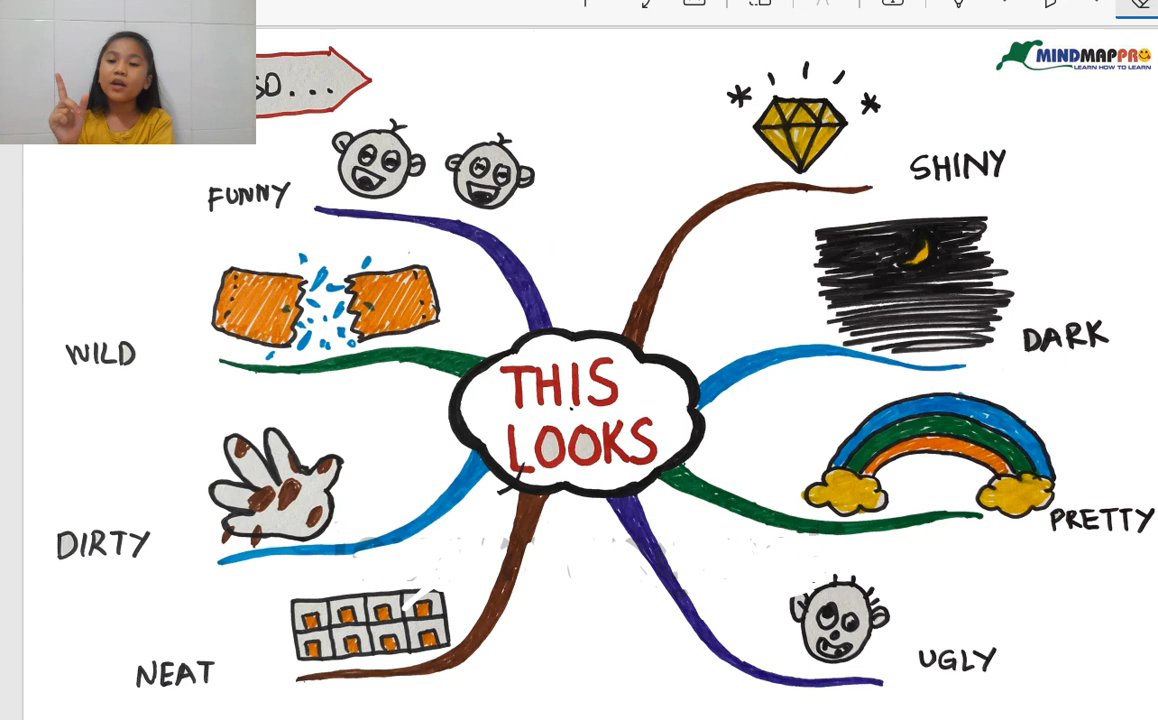 SO...
MINDMAPPRO
LEARN HOW TO LEARN
FUNNY
SHINY
WILD
DARK
THIS
LOOKS
DIRTY
PRETTY
NEAT
UGLY